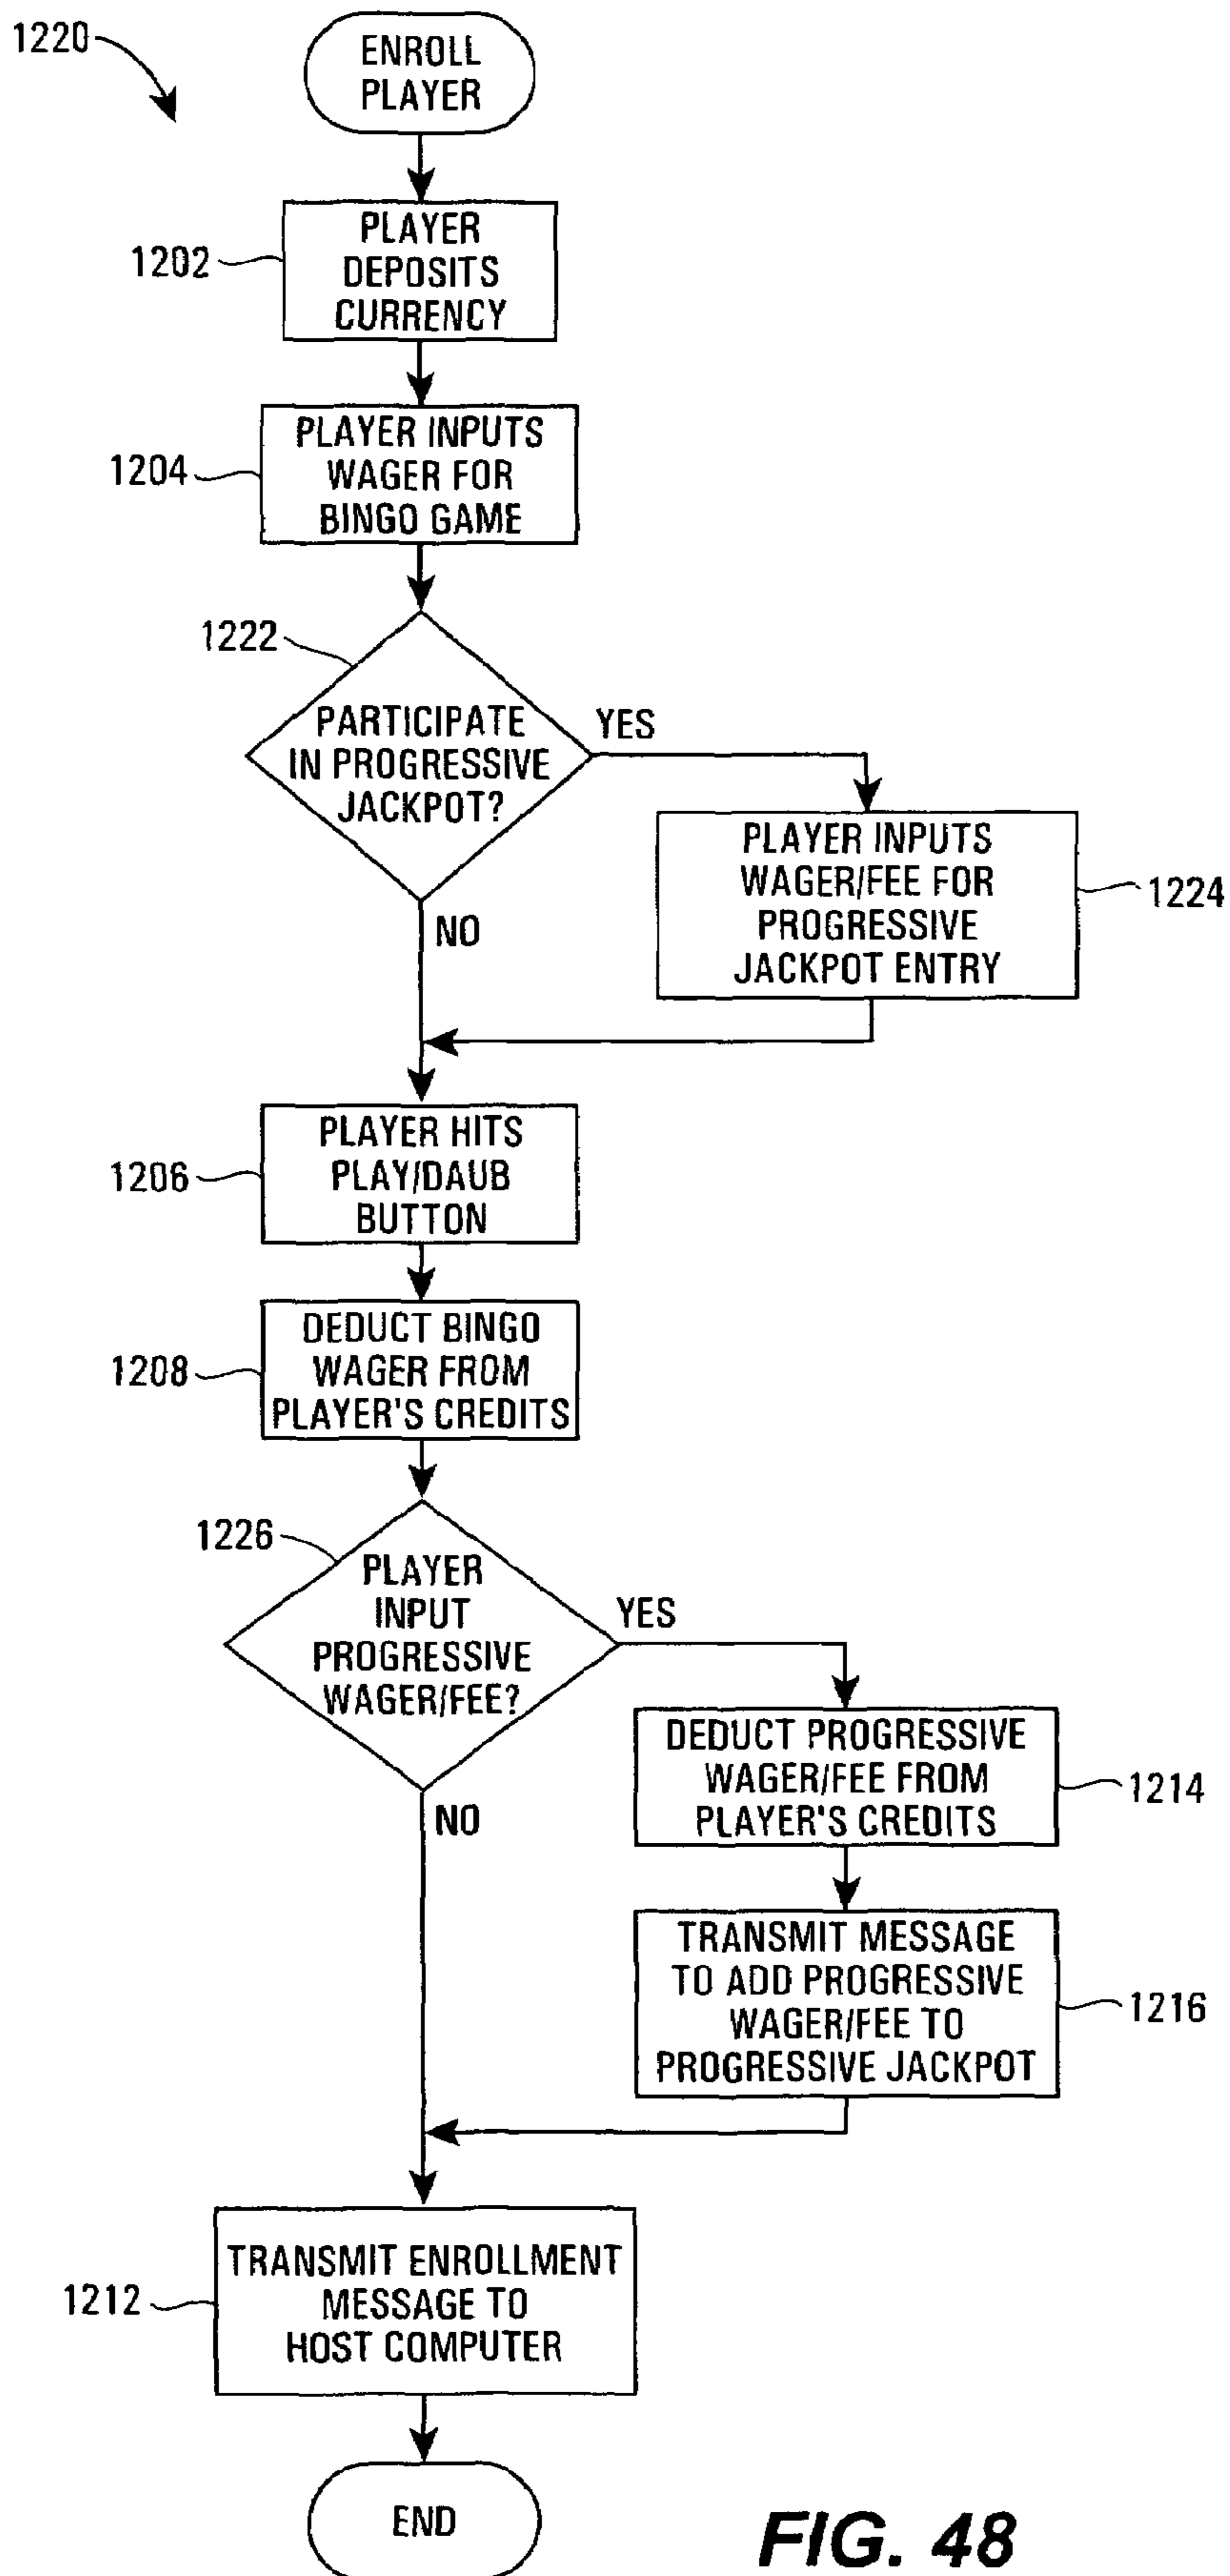 1220
ENROLL
PLAYER
1202
PLAYER
DEPOSITS
CURRENCY
1204
PLAYER INPUTS
WAGER FOR
BINGO GAME
1222
PARTICIPATE
IN PROGRESSIVE
JACKPOT?
YES
NO
PLAYER INPUTS
WAGER/FEE FOR
PROGRESSIVE
JACKPOT ENTRY
1224
1206
PLAYER HITS
PLAY/DAUB
BUTTON
1208
DEDUCT BINGO
WAGER FROM
PLAYER'S CREDITS
1226
PLAYER
INPUT
PROGRESSIVE
WAGER/FEE?
YES
NO
DEDUCT PROGRESSIVE
WAGER/FEE FROM
PLAYER'S CREDITS
1214
TRANSMIT MESSAGE
TO ADD PROGRESSIVE
WAGER/FEE TO
PROGRESSIVE JACKPOT
1216
1212
TRANSMIT ENROLLMENT
MESSAGE TO
HOST COMPUTER
END
FIG. 48